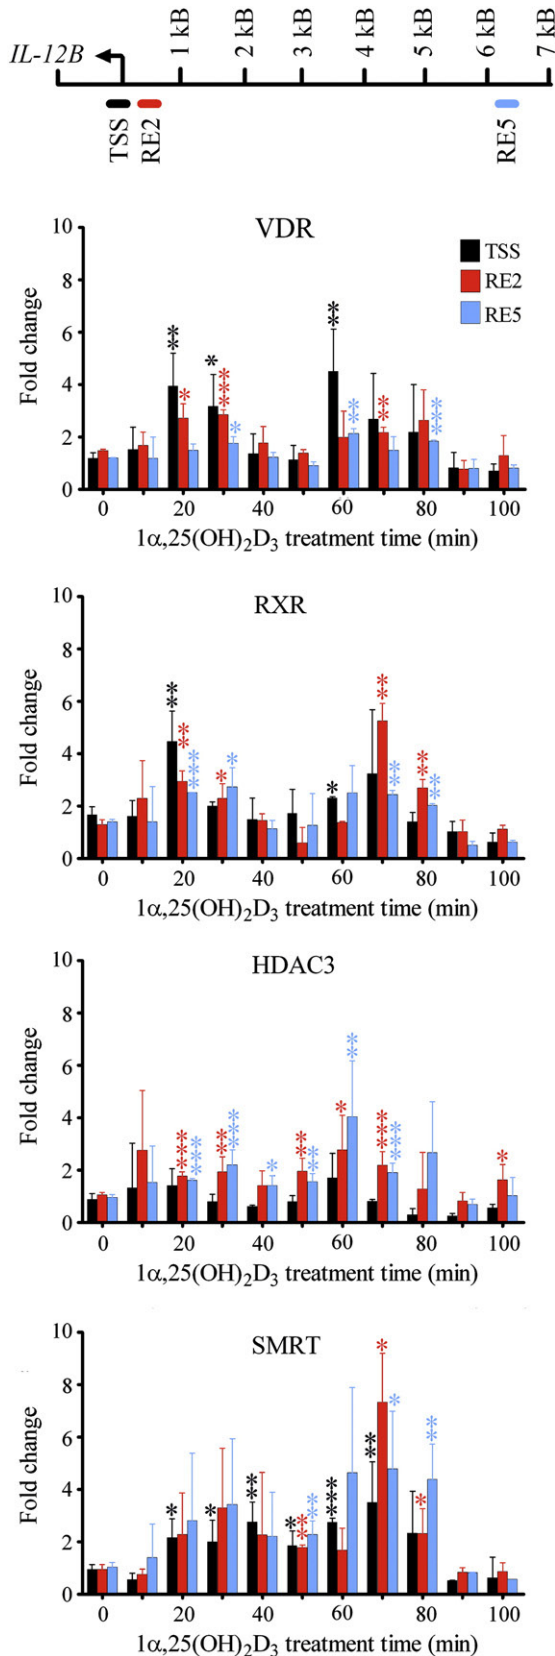 IL-12B
1 kB 2 kB 3 kB 4 kB 5 kB 6 kB 7 kB
TSS RE2 RE5
VDR
TSS
RE2
RE5
Fold change
10
8
6
4
2
0
** * * *** * ** ** ** ***
0 20 40 60 80 100
1α,25(OH)₂D₃ treatment time (min)
RXR
Fold change
10
8
6
4
2
0
** ** *** * * * ** ** ** **
0 20 40 60 80 100
1α,25(OH)₂D₃ treatment time (min)
HDAC3
Fold change
10
8
6
4
2
0
*** *** ** *** * ** ** * ** *** *** *
0 20 40 60 80 100
1α,25(OH)₂D₃ treatment time (min)
SMRT
Fold change
10
8
6
4
2
0
* * ** * ** ** *** ** * * * **
0 20 40 60 80 100
1α,25(OH)₂D₃ treatment time (min)